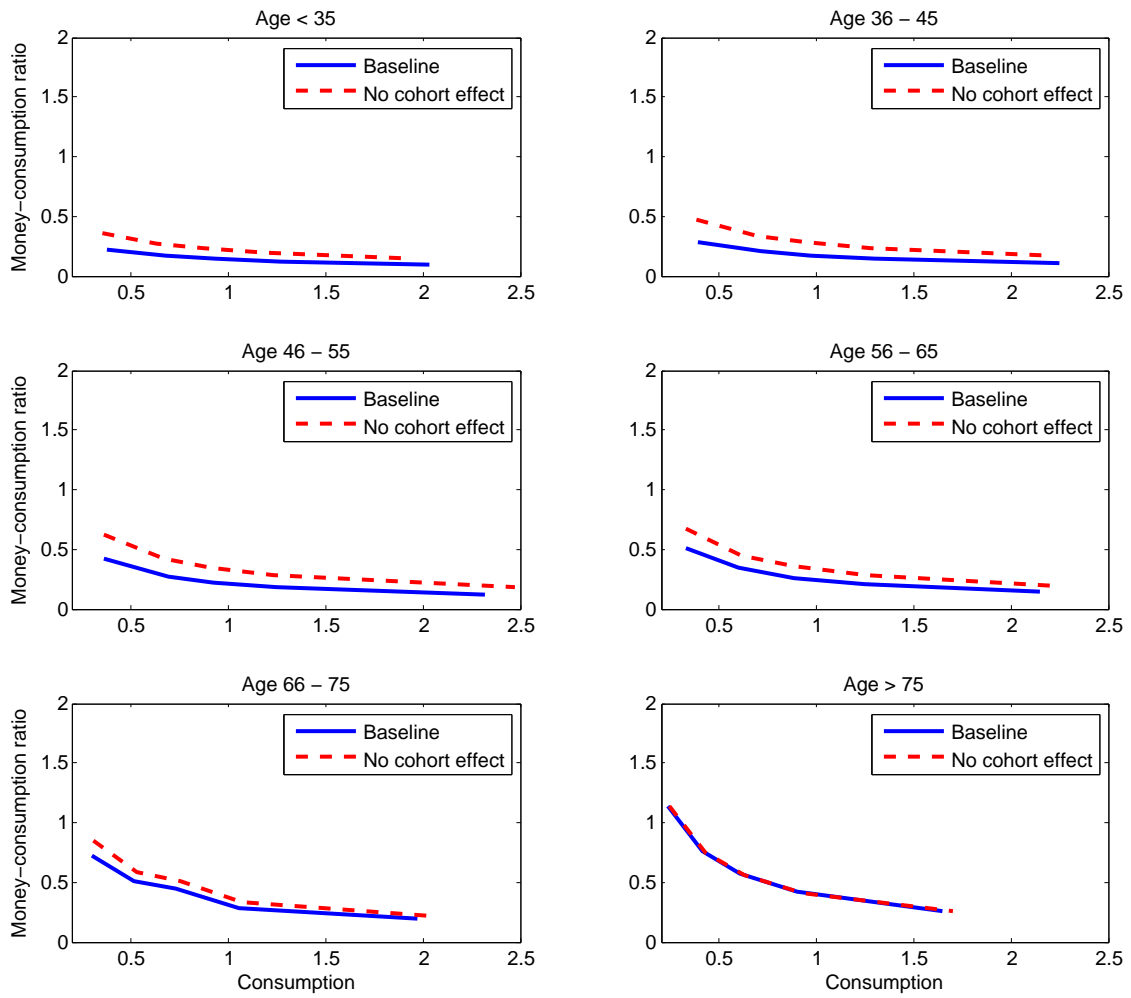 Age < 35
Money−consumption ratio
2
1.5
1
0.5
0
0.5 1 1.5 2 2.5
Baseline
No cohort effect
Age 36 − 45
2
1.5
1
0.5
0
0.5 1 1.5 2 2.5
Baseline
No cohort effect
Age 46 − 55
Money−consumption ratio
2
1.5
1
0.5
0
0.5 1 1.5 2 2.5
Baseline
No cohort effect
Age 56 − 65
2
1.5
1
0.5
0
0.5 1 1.5 2 2.5
Baseline
No cohort effect
Age 66 − 75
Money−consumption ratio
2
1.5
1
0.5
0
0.5 1 1.5 2 2.5
Consumption
Baseline
No cohort effect
Age > 75
2
1.5
1
0.5
0
0.5 1 1.5 2 2.5
Consumption
Baseline
No cohort effect